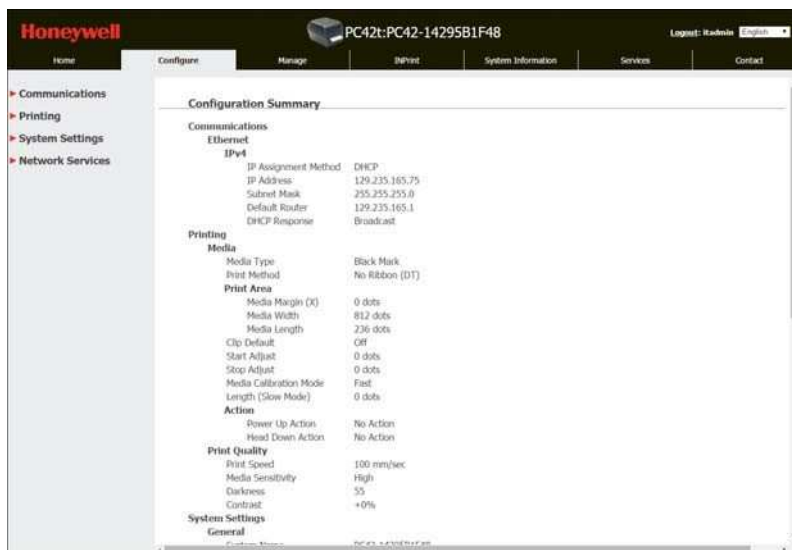 Honeywell
PC42t:PC42-14295B1F48
Logout: itadmin English
Home Configure Manage INPrint System Information Services Contact
Communications
Printing
System Settings
Network Services
Configuration Summary
Communications
Ethernet
IPv4
IP Assignment Method DHCP
IP Address 129.235.165.75
Subnet Mask 255.255.255.0
Default Router 129.235.165.1
DHCP Response Broadcast
Printing
Media
Media Type Black Mark
Print Method No Ribbon (DT)
Print Area
Media Margin (X) 0 dots
Media Width 812 dots
Media Length 236 dots
Clip Default Off
Start Adjust 0 dots
Stop Adjust 0 dots
Media Calibration Mode Fast
Length (Slow Mode) 0 dots
Action
Power Up Action No Action
Head Down Action No Action
Print Quality
Print Speed 100 mm/sec
Media Sensitivity High
Darkness 55
Contrast +0%
System Settings
General
System Name PC42-14295B1F48